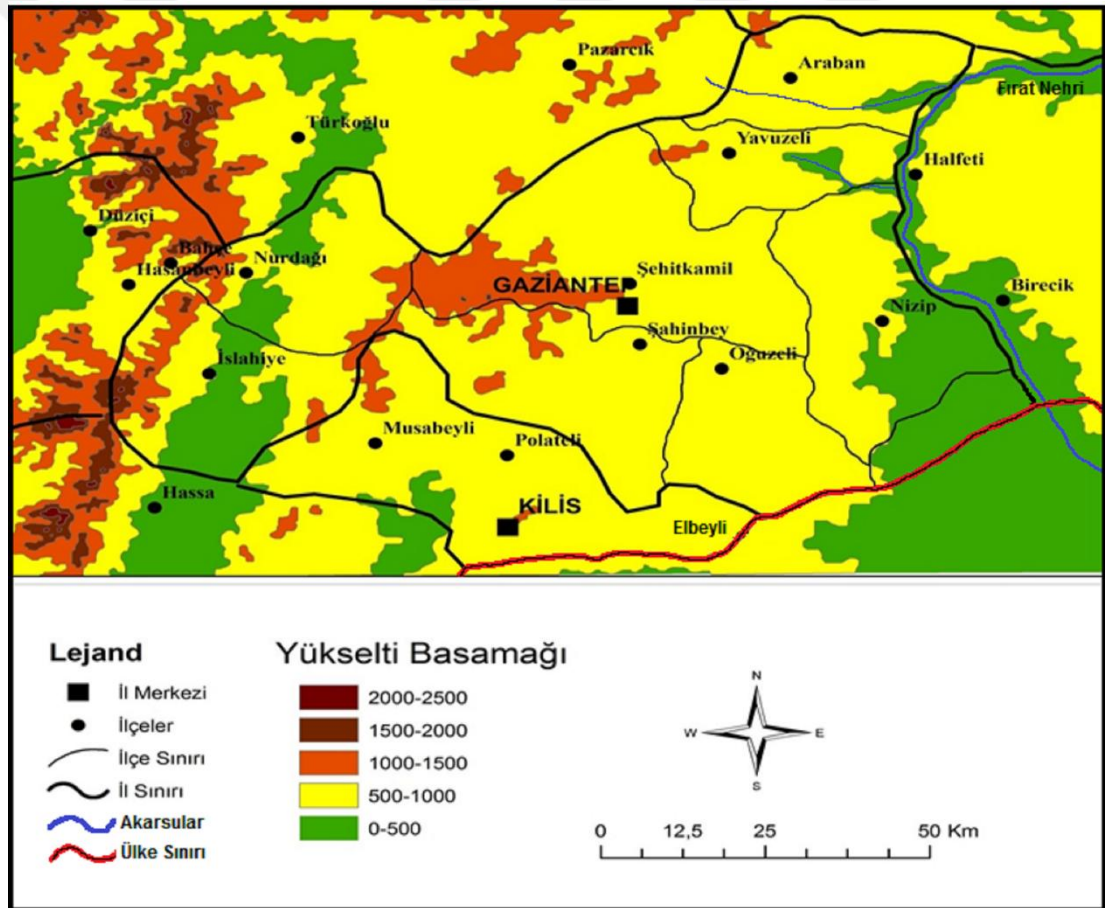 Pazarcık
Araban
Fırat Nehri
Türkoğlu
Yavuzeli
Halfeti
Düziçi
Bahçe
Hasanbeyli
Nurdağı
Şehitkamil
GAZİANTEP
Birecik
Nizip
Şahinbey
İslahiye
Oğuzeli
Musabeyli
Polateli
Hassa
KİLİS
Elbeyli
Lejand
İl Merkezi
İlçeler
İlçe Sınırı
İl Sınırı
Akarsular
Ülke Sınırı
Yükselti Basamağı
2000-2500
1500-2000
1000-1500
500-1000
0-500
N
W E
S
0 12,5 25 50 Km